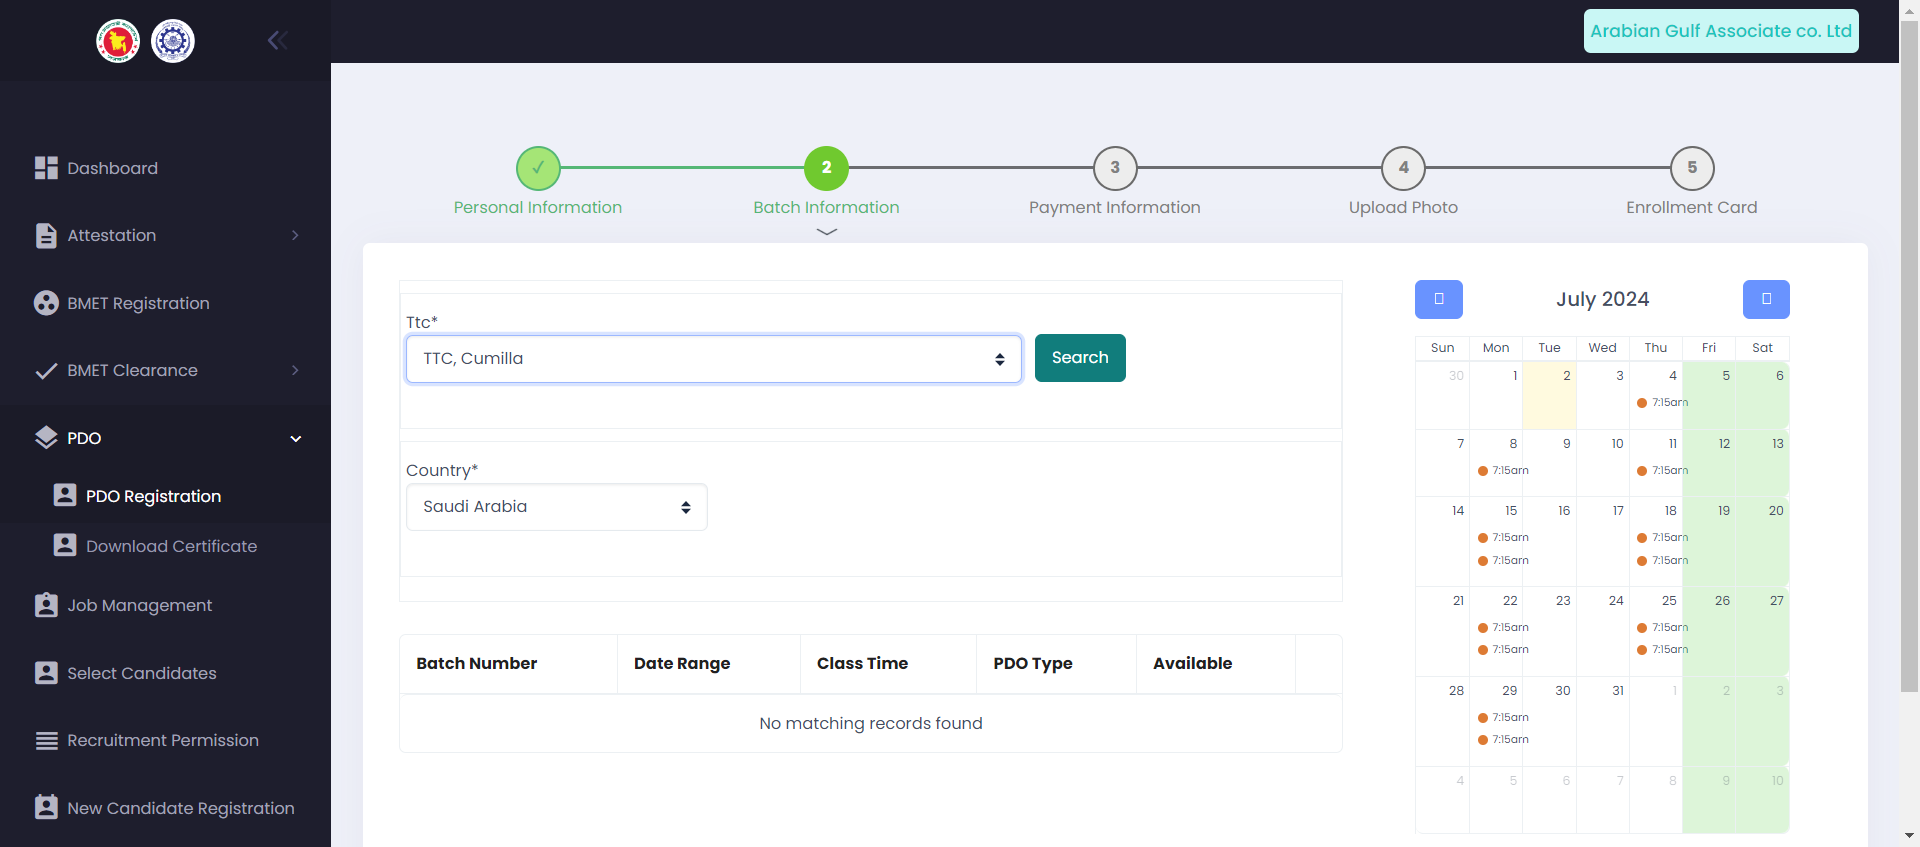 Arabian Gulf Associate co. Ltd
Dashboard
Attestation
BMET Registration
BMET Clearance
PDO
PDO Registration
Download Certificate
Job Management
Select Candidates
Recruitment Permission
New Candidate Registration
✓ 2 3 4 5
Personal Information Batch Information Payment Information Upload Photo Enrollment Card
Ttc*
TTC, Cumilla
Search
Country*
Saudi Arabia
Batch Number Date Range Class Time PDO Type Available
No matching records found
July 2024
Sun Mon Tue Wed Thu Fri Sat
30 1 2 3 4 5 6
7:15am
7 8 9 10 11 12 13
7:15am 7:15am
14 15 16 17 18 19 20
7:15am 7:15am
7:15am 7:15am
21 22 23 24 25 26 27
7:15am 7:15am
7:15am 7:15am
28 29 30 31 1 2 3
7:15am
7:15am
4 5 6 7 8 9 10